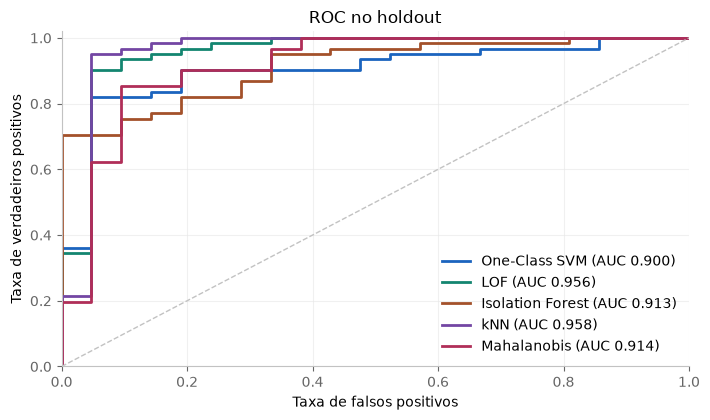 ROC no holdout
Taxa de verdadeiros positivos
1.0
0.8
0.6
0.4
0.2
0.0
One-Class SVM (AUC 0.900)
LOF (AUC 0.956)
Isolation Forest (AUC 0.913)
kNN (AUC 0.958)
Mahalanobis (AUC 0.914)
0.0 0.2 0.4 0.6 0.8 1.0
Taxa de falsos positivos